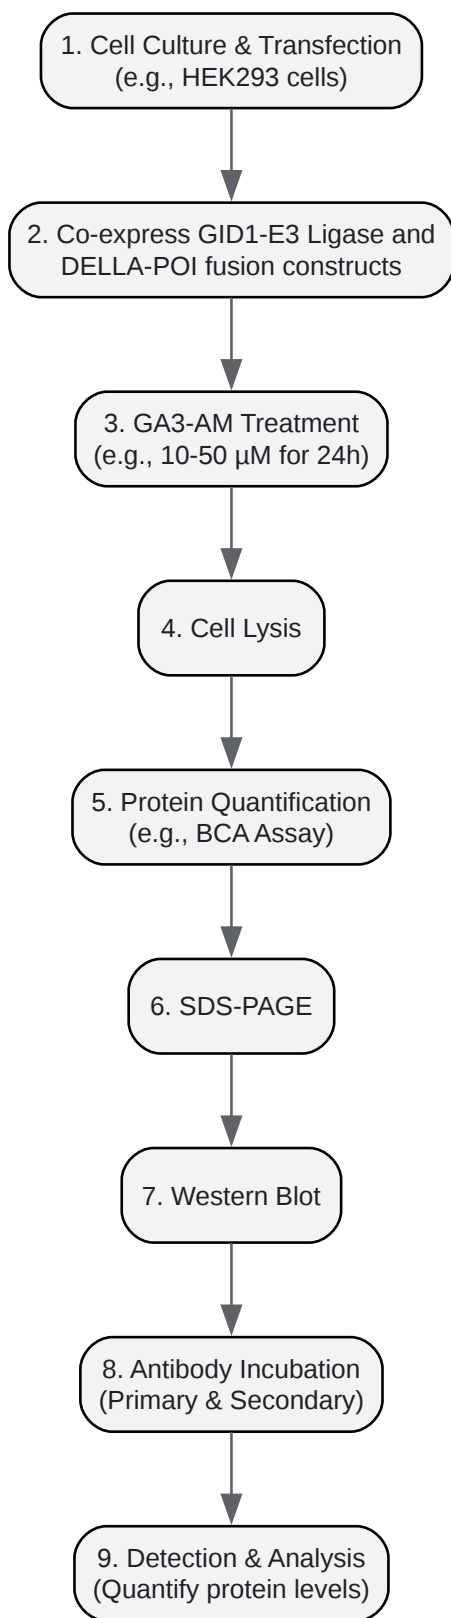 1. Cell Culture & Transfection
(e.g., HEK293 cells)
2. Co-express GID1-E3 Ligase and
DELLA-POI fusion constructs
3. GA3-AM Treatment
(e.g., 10-50 µM for 24h)
4. Cell Lysis
5. Protein Quantification
(e.g., BCA Assay)
6. SDS-PAGE
7. Western Blot
8. Antibody Incubation
(Primary & Secondary)
9. Detection & Analysis
(Quantify protein levels)